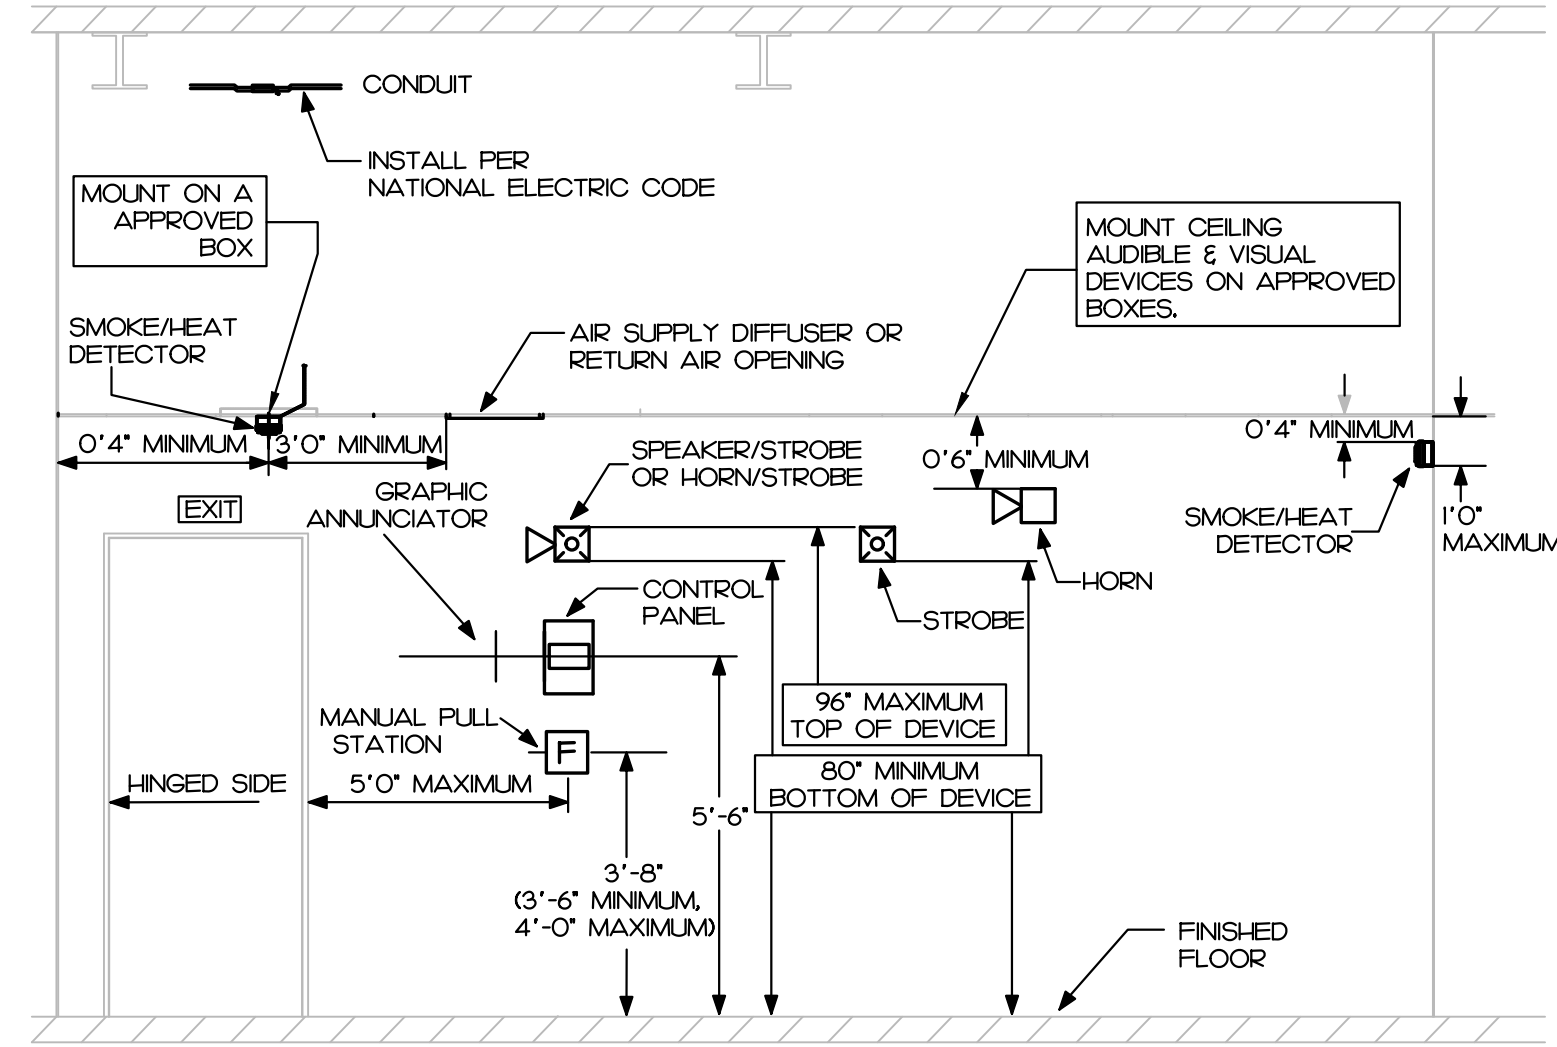 CONDUIT
INSTALL PER
NATIONAL ELECTRIC CODE
MOUNT ON A
APPROVED
BOX
MOUNT CEILING
AUDIBLE & VISUAL
DEVICES ON APPROVED
BOXES.
SMOKE/HEAT
DETECTOR
AIR SUPPLY DIFFUSER OR
RETURN AIR OPENING
0'4" MINIMUM
3'0" MINIMUM
SPEAKER/STROBE
OR HORN/STROBE
0'6" MINIMUM
0'4" MINIMUM
GRAPHIC
ANNUNCIATOR
EXIT
SMOKE/HEAT
DETECTOR
1'0"
MAXIMUM
HORN
CONTROL
PANEL
STROBE
96" MAXIMUM
TOP OF DEVICE
MANUAL PULL
STATION
F
80" MINIMUM
BOTTOM OF DEVICE
HINGED SIDE
5'0" MAXIMUM
5'-6"
3'-8"
(3'-6" MINIMUM,
4'-0" MAXIMUM)
FINISHED
FLOOR